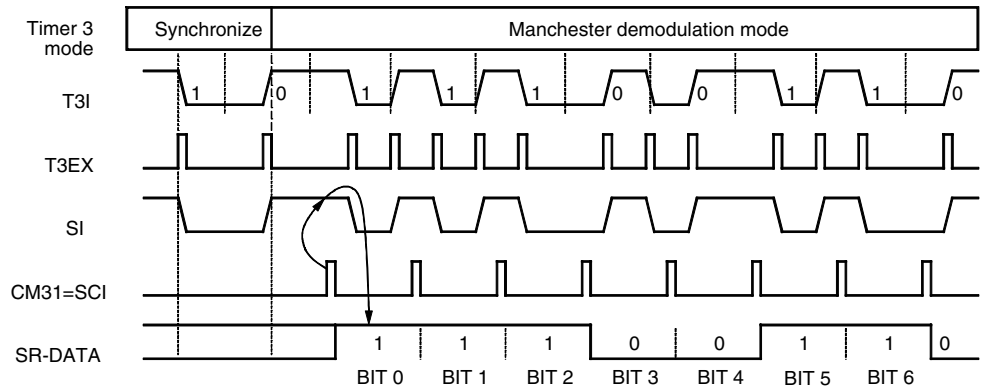 Timer 3 mode Synchronize Manchester demodulation mode
T3I 1 0 1 1 1 0 0 1 1 0
T3EX
SI
CM31=SCI
SR-DATA 1 1 1 0 0 1 1 0
BIT 0 BIT 1 BIT 2 BIT 3 BIT 4 BIT 5 BIT 6